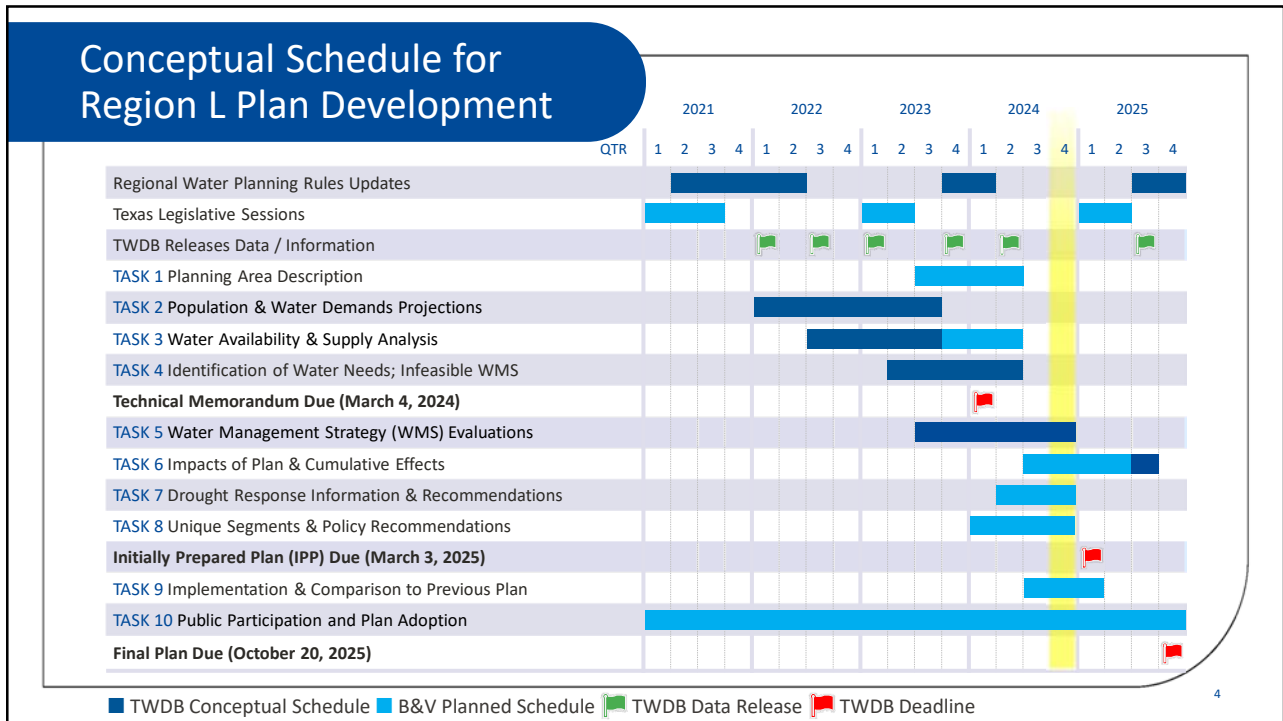 Conceptual Schedule for
Region L Plan Development
2021 2022 2023 2024 2025
QTR 1 2 3 4 1 2 3 4 1 2 3 4 1 2 3 4 1 2 3 4
Regional Water Planning Rules Updates
Texas Legislative Sessions
TWDB Releases Data / Information
TASK 1 Planning Area Description
TASK 2 Population & Water Demands Projections
TASK 3 Water Availability & Supply Analysis
TASK 4 Identification of Water Needs; Infeasible WMS
Technical Memorandum Due (March 4, 2024)
TASK 5 Water Management Strategy (WMS) Evaluations
TASK 6 Impacts of Plan & Cumulative Effects
TASK 7 Drought Response Information & Recommendations
TASK 8 Unique Segments & Policy Recommendations
Initially Prepared Plan (IPP) Due (March 3, 2025)
TASK 9 Implementation & Comparison to Previous Plan
TASK 10 Public Participation and Plan Adoption
Final Plan Due (October 20, 2025)
TWDB Conceptual Schedule B&V Planned Schedule TWDB Data Release TWDB Deadline
4